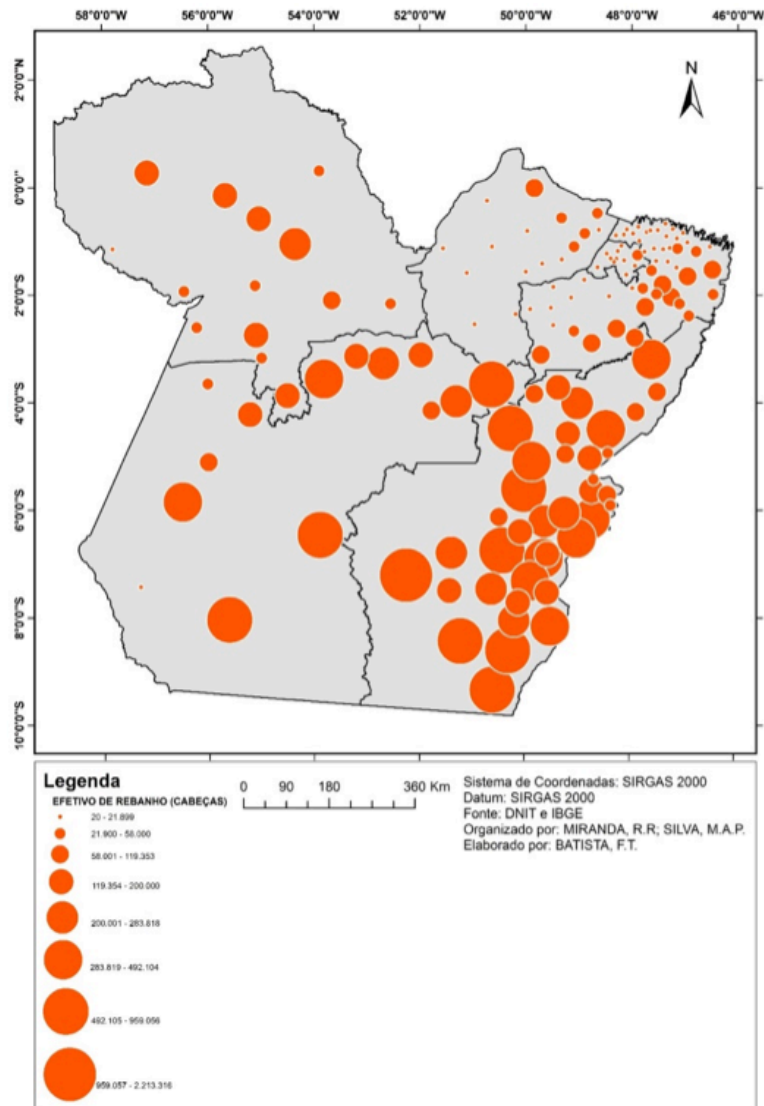 58°0'0"W 56°0'0"W 54°0'0"W 52°0'0"W 50°0'0"W 48°0'0"W 46°0'0"W
N
2°0'0"N
0°0'0"
2°0'0"S
4°0'0"S
6°0'0"S
8°0'0"S
10°0'0"S
Legenda
EFETIVO DE REBANHO (CABEÇAS)
20 - 21.899
21.900 - 58.000
58.001 - 119.353
119.354 - 200.000
200.001 - 283.818
283.819 - 492.104
492.105 - 959.056
959.057 - 2.213.316
0 90 180 360 Km
Sistema de Coordenadas: SIRGAS 2000
Datum: SIRGAS 2000
Fonte: DNIT e IBGE
Organizado por: MIRANDA, R.R; SILVA, M.A.P.
Elaborado por: BATISTA, F.T.